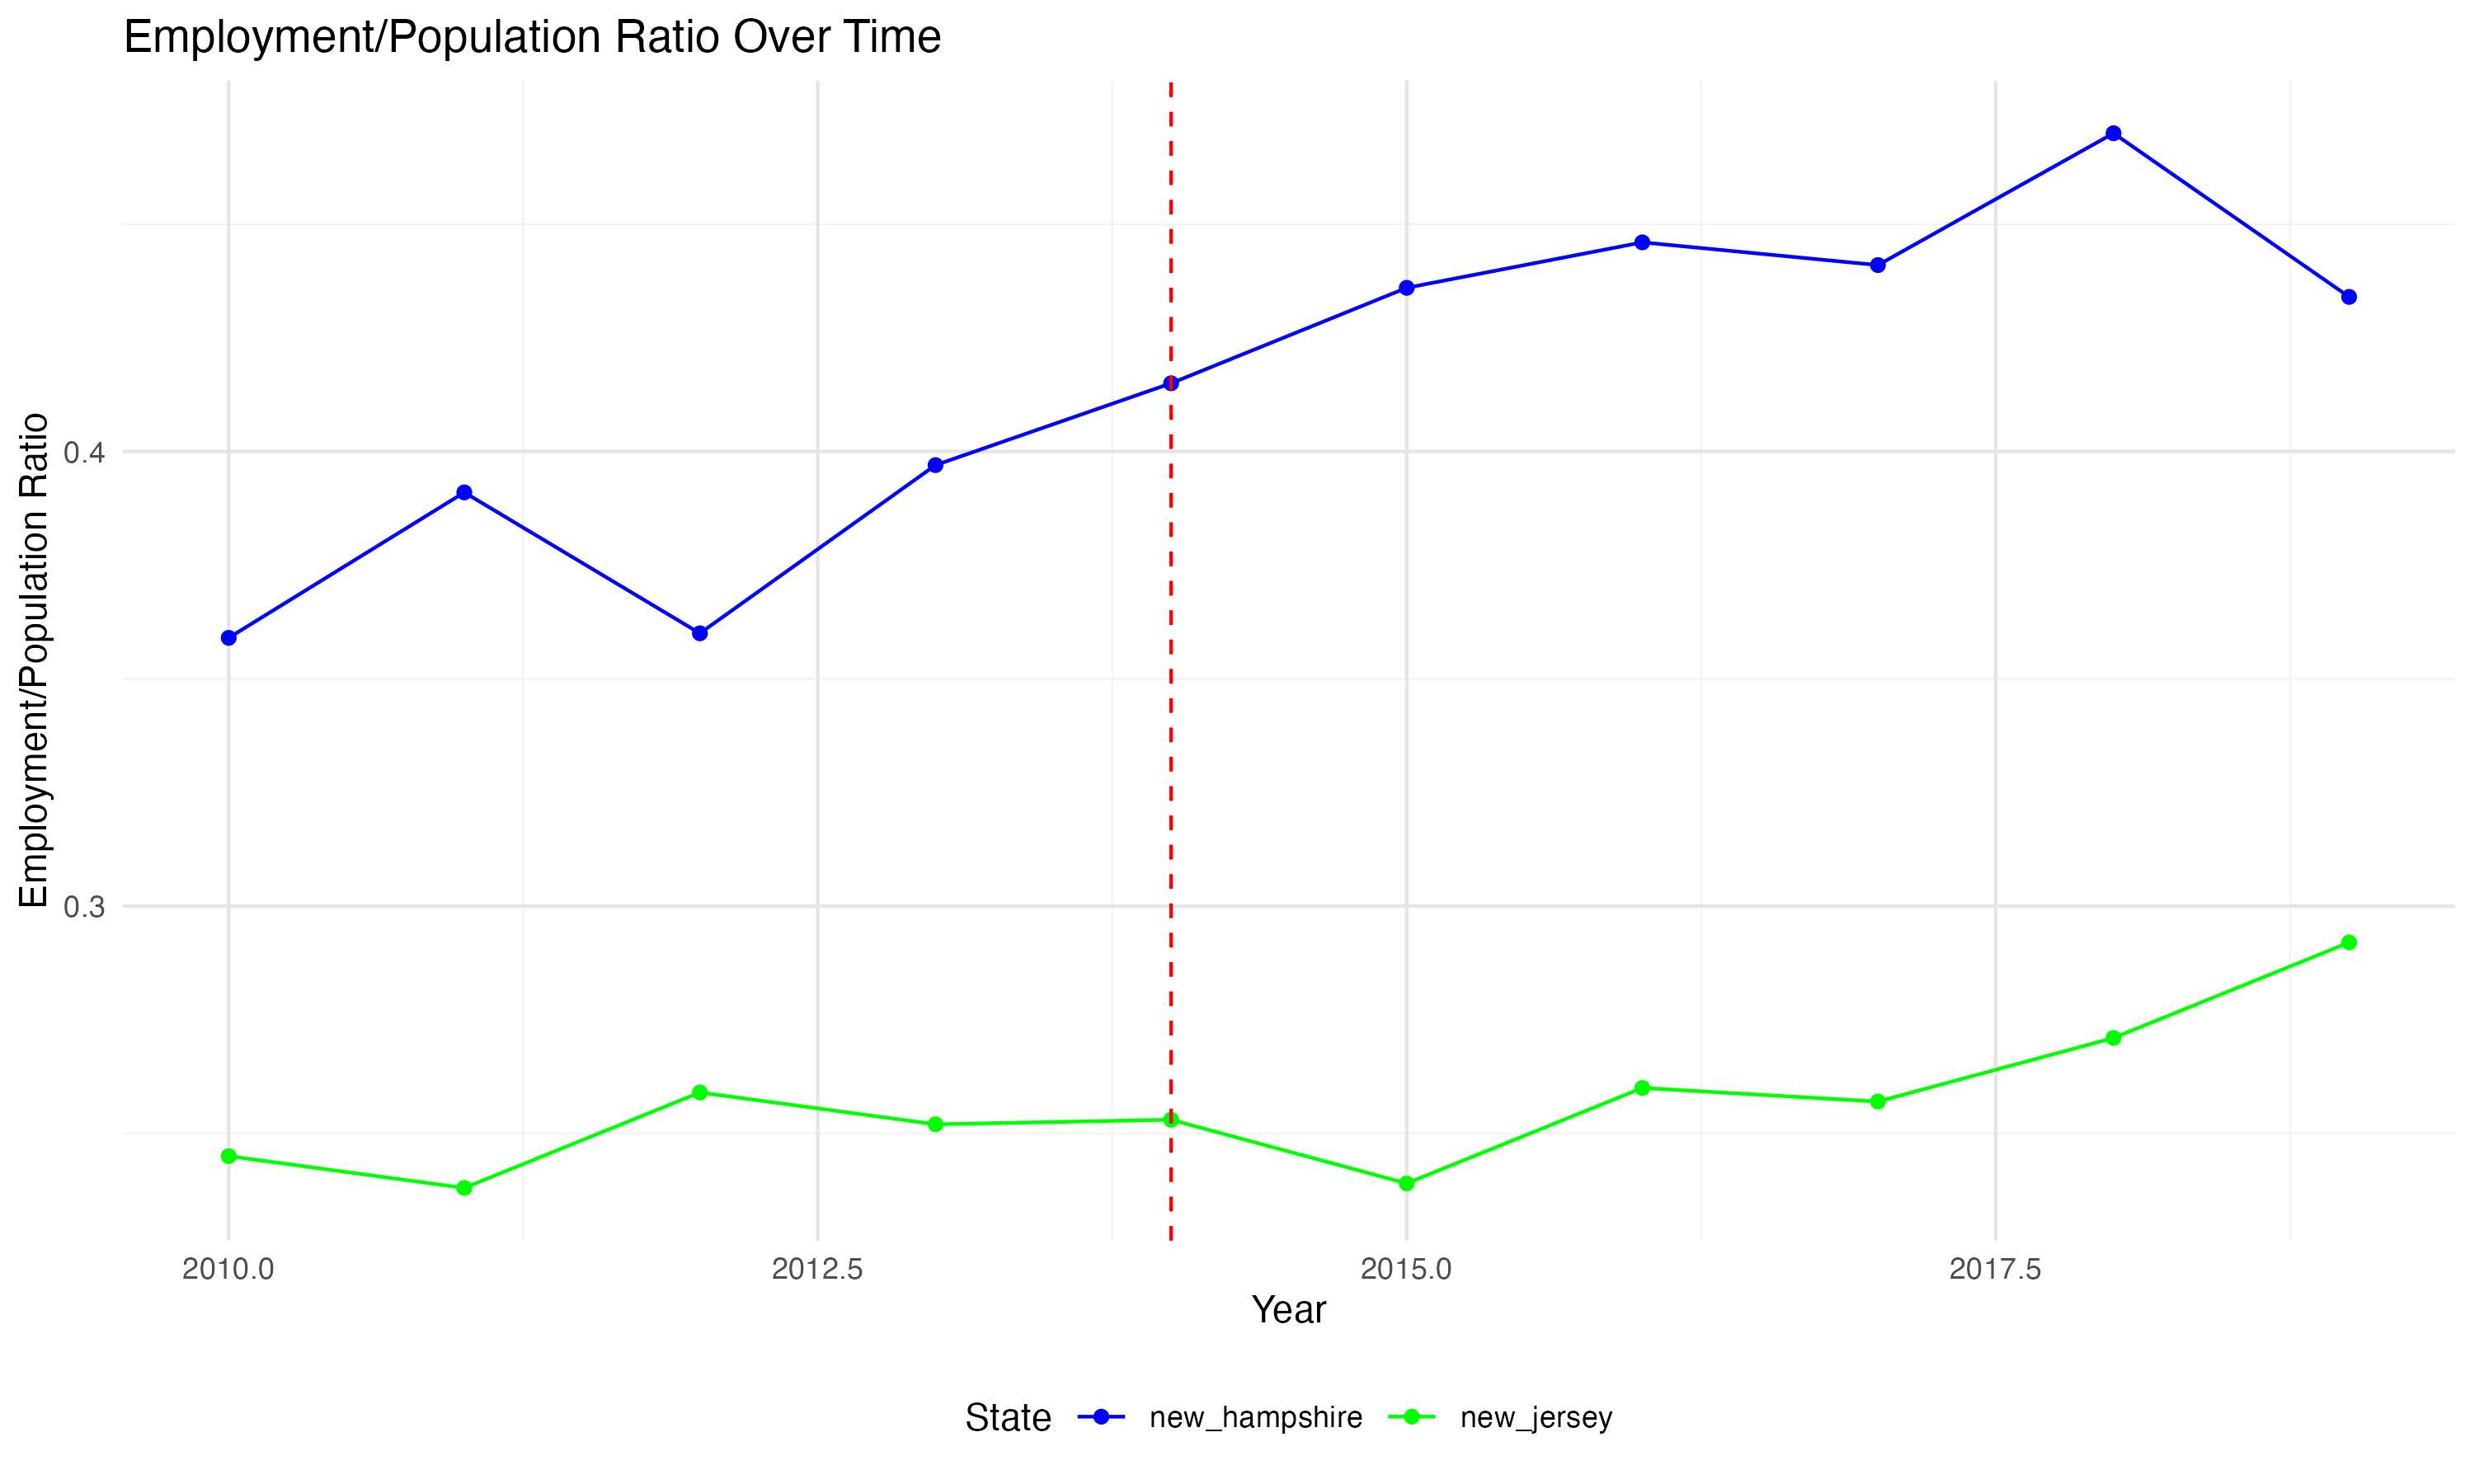 Employment/Population Ratio Over Time
Employment/Population Ratio
0.4
0.3
2010.0 2012.5 2015.0 2017.5
Year
State new_hampshire new_jersey